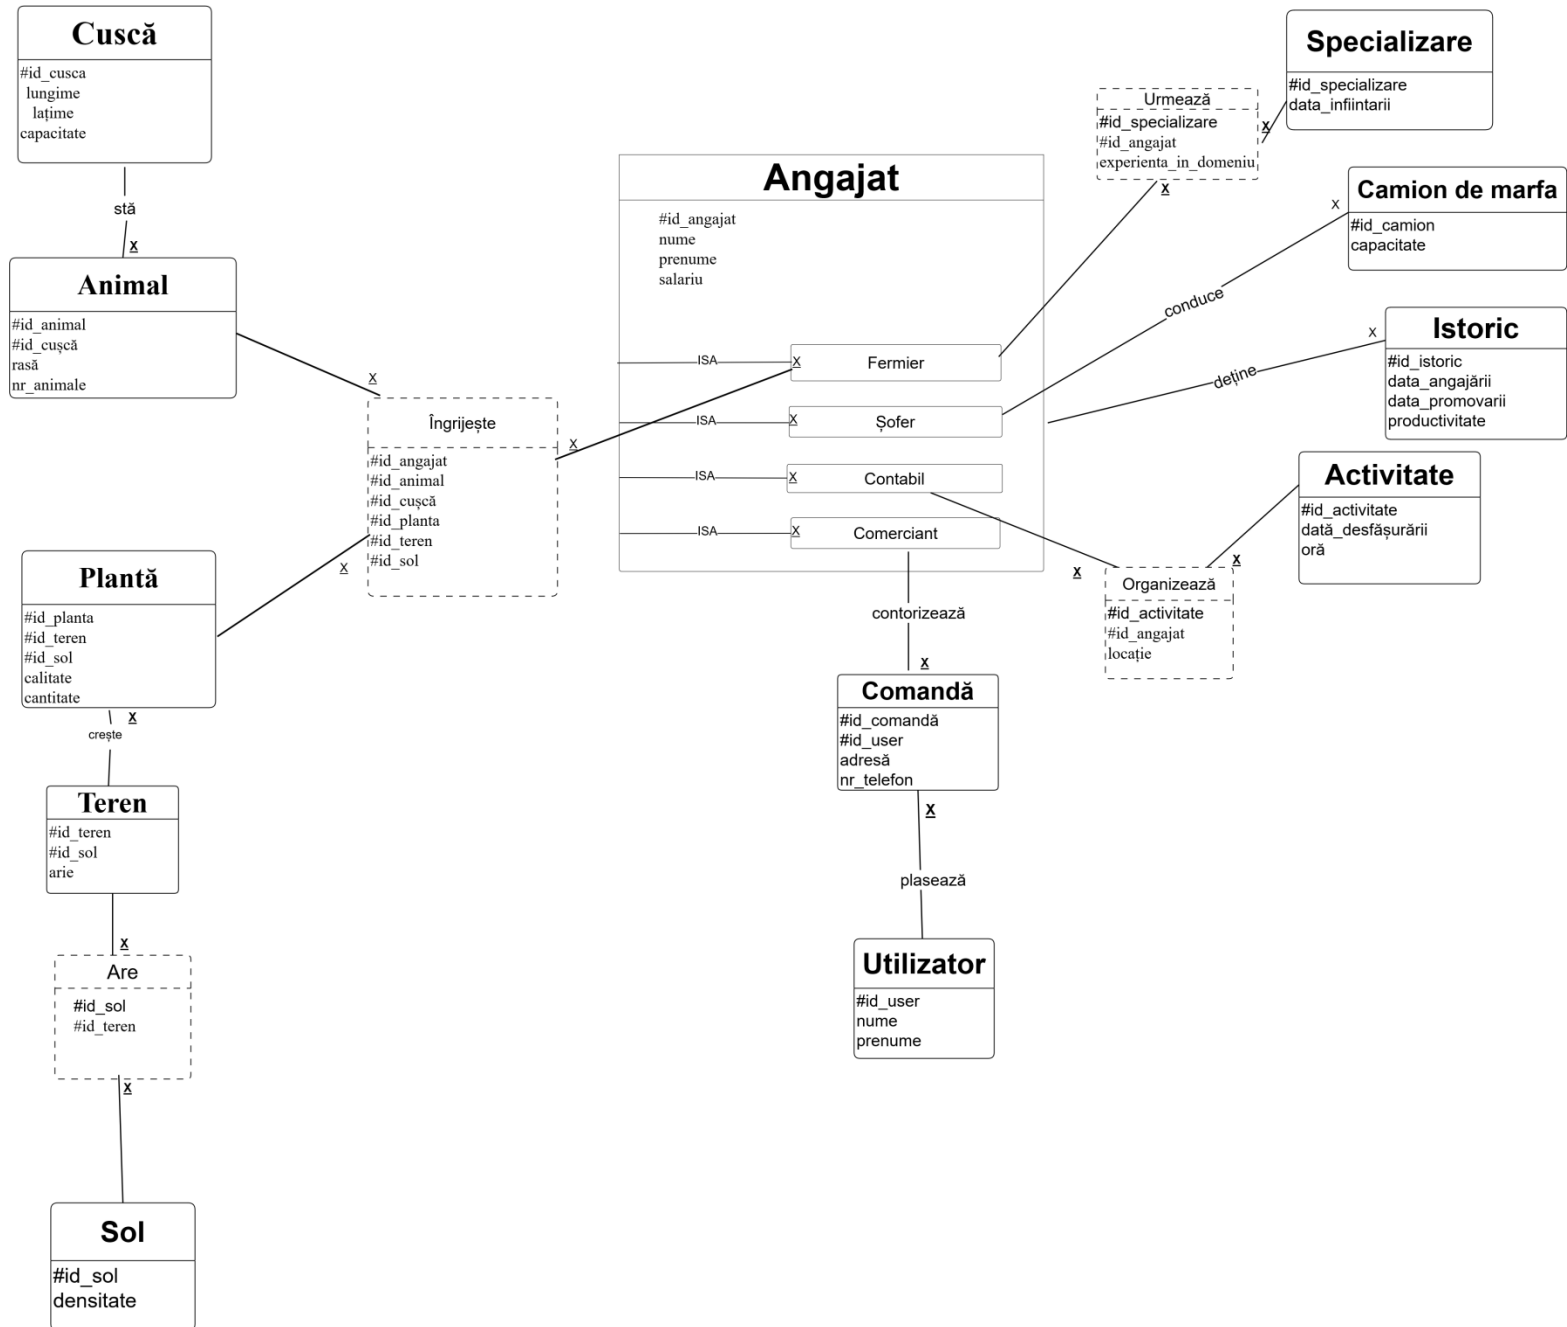 Cuscă
#id_cusca
lungime
lațime
capacitate
stă
X
Animal
#id_animal
#id_cușcă
rasă
nr_animale
X
Îngrijește
#id_angajat
#id_animal
#id_cușcă
#id_planta
#id_teren
#id_sol
X
X
Plantă
#id_planta
#id_teren
#id_sol
calitate
cantitate
X
crește
Teren
#id_teren
#id_sol
arie
X
Are
#id_sol
#id_teren
X
Sol
#id_sol
densitate
Angajat
#id_angajat
nume
prenume
salariu
ISA
X
Fermier
ISA
X
Șofer
ISA
X
Contabil
ISA
X
Comerciant
contorizează
X
Comandă
#id_comandă
#id_user
adresă
nr_telefon
X
plasează
Utilizator
#id_user
nume
prenume
Urmează
#id_specializare
#id_angajat
experienta_in_domeniu
X
X
Specializare
#id_specializare
data_infiintarii
conduce
X
Camion de marfa
#id_camion
capacitate
deține
X
Istoric
#id_istoric
data_angajării
data_promovarii
productivitate
Activitate
#id_activitate
dată_desfășurării
oră
X
X
Organizează
#id_activitate
#id_angajat
locație